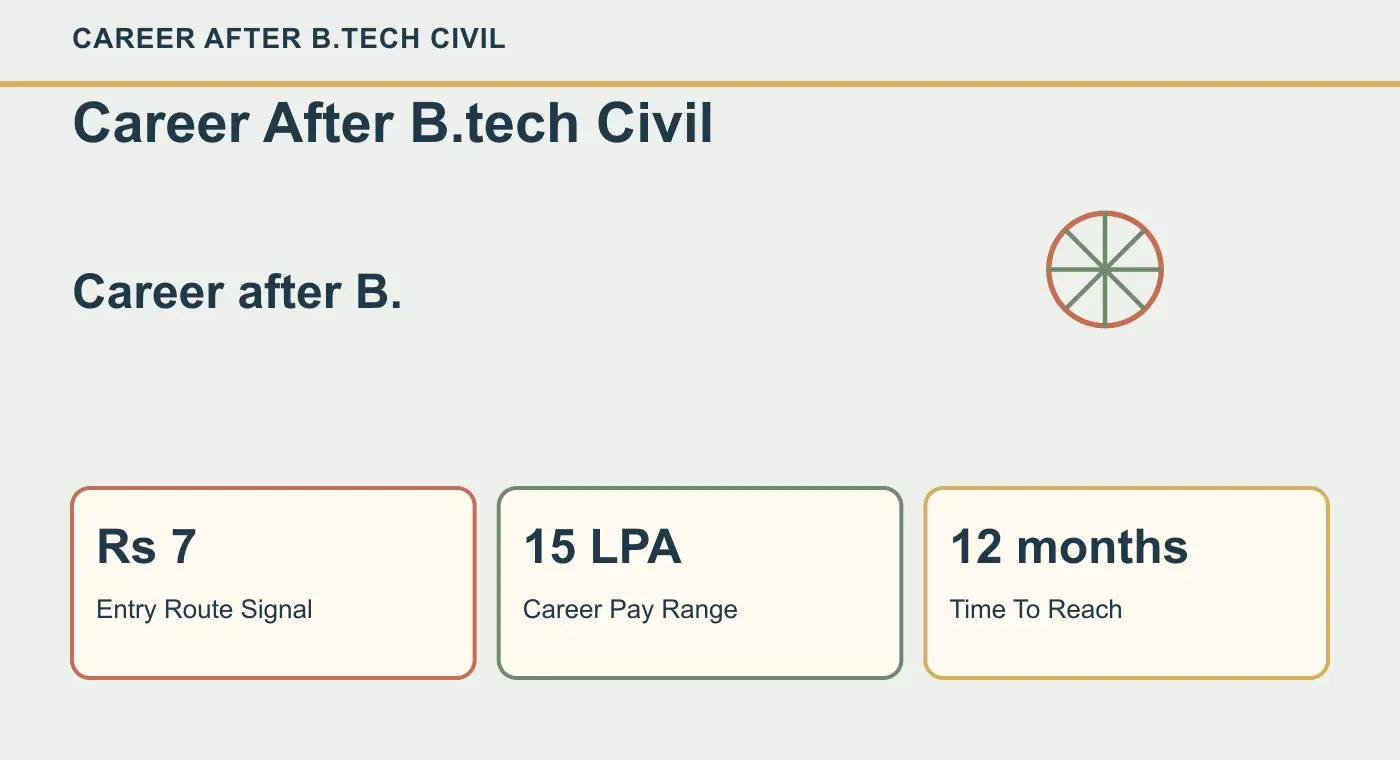 CAREER AFTER B.TECH CIVIL
Career After B.tech Civil
Career after B.
Rs 7
Entry Route Signal
15 LPA
Career Pay Range
12 months
Time To Reach